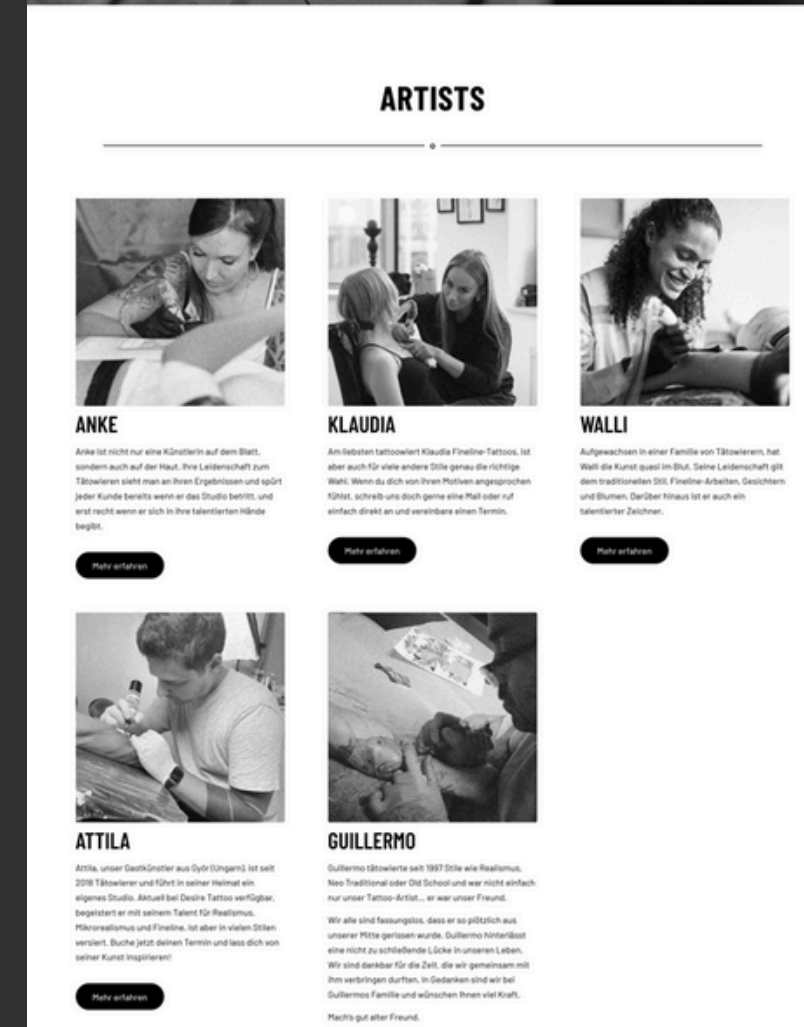 ARTISTS
ANKE
Anke ist nicht nur eine Künstlerin auf dem Blatt,
sondern auch auf der Haut. Ihre Leidenschaft zum
Tätowieren sieht man an ihren Ergebnissen und spürt
jeder Kunde bereits wenn er das Studio betritt, und
erst recht wenn er sich in ihre talentierten Hände
begibt.
Mehr erfahren
KLAUDIA
Am liebsten tattoowiert Klaudia Fineline-Tattoos, ist
aber auch für viele andere Stile genau die richtige
Wahl. Wenn du dich von ihren Motiven angesprochen
fühlst, schreib uns doch gerne eine Mail oder ruf
einfach direkt an und vereinbare einen Termin.
Mehr erfahren
WALLI
Aufgewachsen in einer Familie von Tätowierern, hat
Walli die Kunst quasi im Blut. Seine Leidenschaft gilt
dem traditionellen Stil, Fineline-Arbeiten, Gesichtern
und Blumen. Darüber hinaus ist er auch ein
talentierter Zeichner.
Mehr erfahren
ATTILA
Attila, unser Gastkünstler aus Győr (Ungarn), ist seit
2018 Tätowierer und führt in seiner Heimat ein
eigenes Studio. Aktuell bei Desire Tattoo verfügbar,
begeistert er mit seinem Talent für Realismus,
Mikrorealismus und Fineline, ist aber in vielen Stilen
versiert. Buche jetzt deinen Termin und lass dich von
seiner Kunst inspirieren!
Mehr erfahren
GUILLERMO
Guillermo tätowierte seit 1997 Stile wie Realismus,
Neo Traditional oder Old School und war nicht einfach
nur unser Tattoo-Artist... er war unser Freund.
Wir alle sind fassungslos, dass er so plötzlich aus
unserer Mitte gerissen wurde. Guillermo hinterlässt
eine nicht zu schließende Lücke in unseren Leben.
Wir sind dankbar für die Zeit, die wir gemeinsam mit
ihm verbringen durften. In Gedanken sind wir bei
Guillermos Familie und wünschen ihnen viel Kraft.
Mach's gut alter Freund.